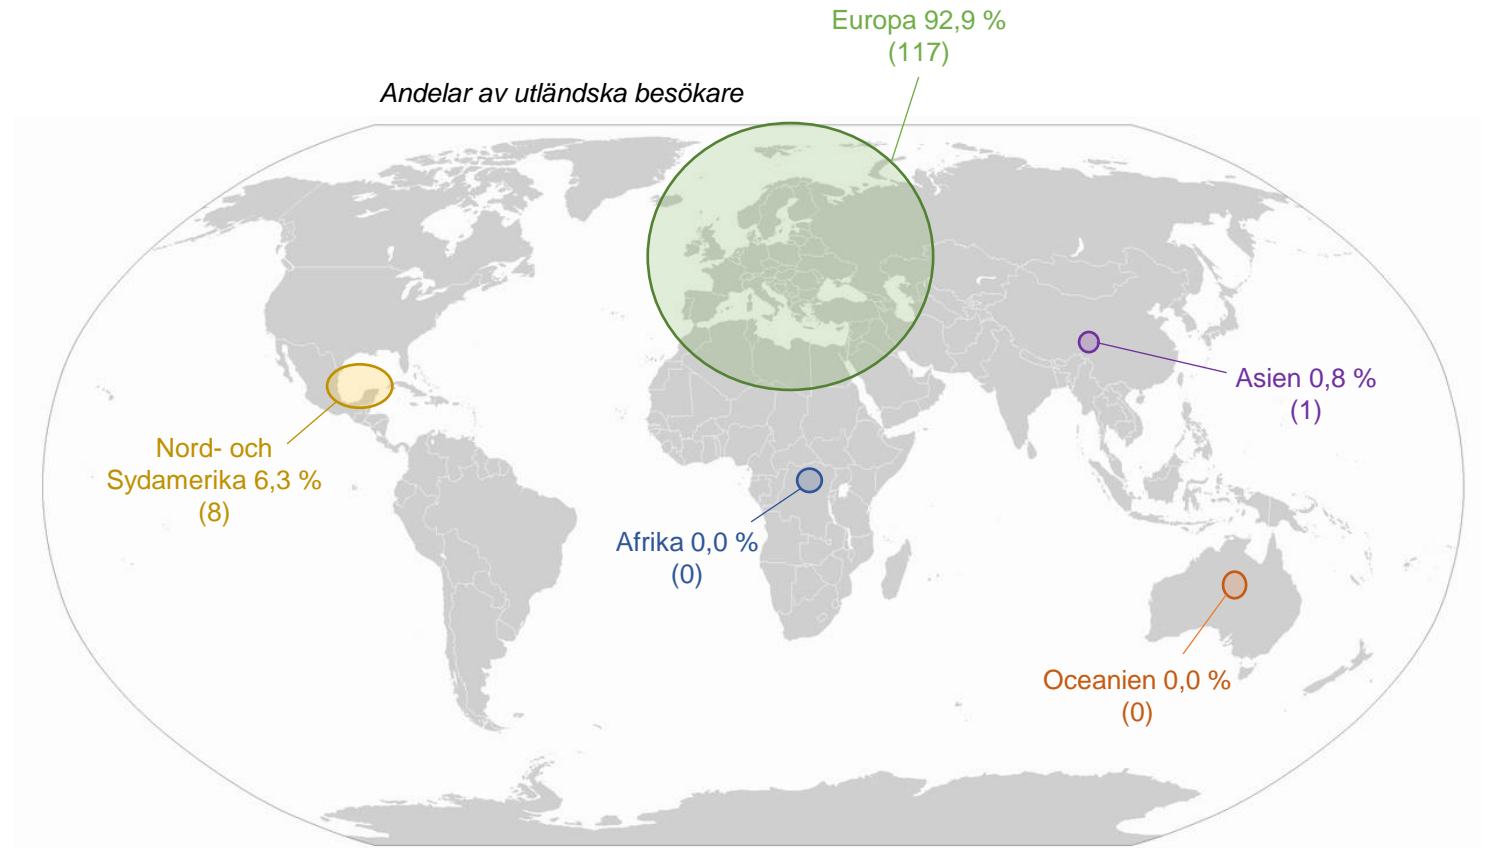 Europa 92,9 %
(117)
Andelar av utländska besökare
Asien 0,8 %
(1)
Nord- och
Sydamerika 6,3 %
(8)
Afrika 0,0 %
(0)
Oceanien 0,0 %
(0)